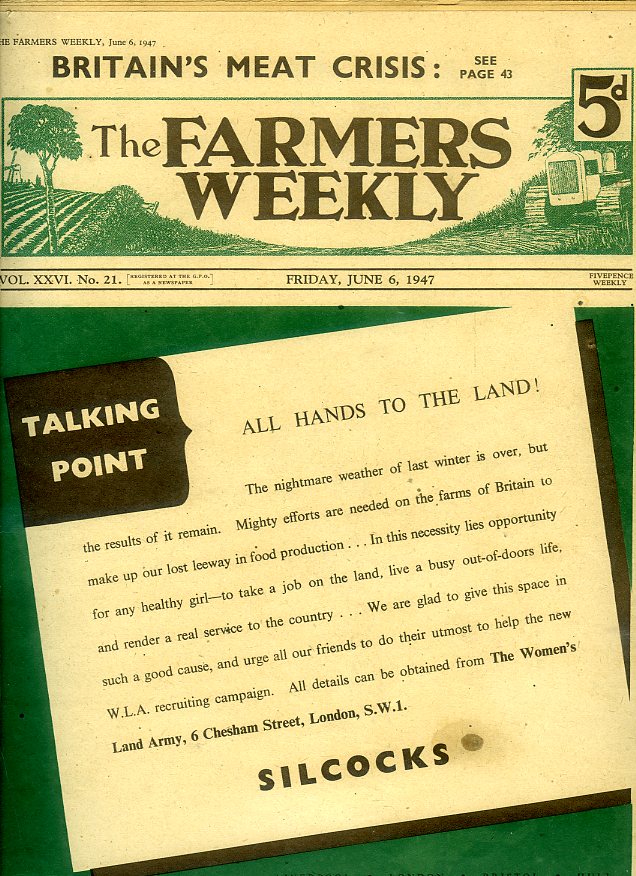 THE FARMERS WEEKLY, June 6, 1947
BRITAIN'S MEAT CRISIS: SEE PAGE 43
5d
The FARMERS
WEEKLY
VOL. XXVI. No. 21. [REGISTERED AT THE G.P.O. AS A NEWSPAPER] FRIDAY, JUNE 6, 1947 FIVEPENCE WEEKLY
TALKING
POINT
ALL HANDS TO THE LAND!
The nightmare weather of last winter is over, but
the results of it remain. Mighty efforts are needed on the farms of Britain to
make up our lost leeway in food production . . . In this necessity lies opportunity
for any healthy girl—to take a job on the land, live a busy out-of-doors life,
and render a real service to the country . . . We are glad to give this space in
such a good cause, and urge all our friends to do their utmost to help the new
W.L.A. recruiting campaign. All details can be obtained from The Women's
Land Army, 6 Chesham Street, London, S.W.1.
SILCOCKS